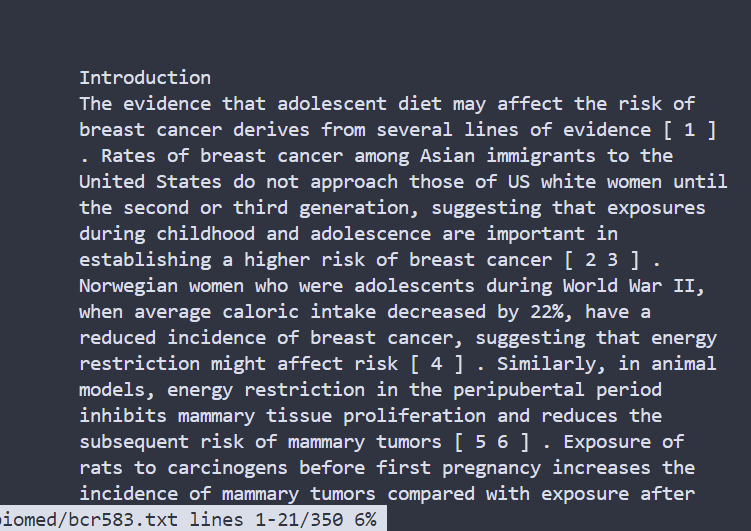 Introduction
The evidence that adolescent diet may affect the risk of
breast cancer derives from several lines of evidence [ 1 ]
. Rates of breast cancer among Asian immigrants to the
United States do not approach those of US white women until
the second or third generation, suggesting that exposures
during childhood and adolescence are important in
establishing a higher risk of breast cancer [ 2 3 ] .
Norwegian women who were adolescents during World War II,
when average caloric intake decreased by 22%, have a
reduced incidence of breast cancer, suggesting that energy
restriction might affect risk [ 4 ] . Similarly, in animal
models, energy restriction in the peripubertal period
inhibits mammary tissue proliferation and reduces the
subsequent risk of mammary tumors [ 5 6 ] . Exposure of
rats to carcinogens before first pregnancy increases the
incidence of mammary tumors compared with exposure after
biomed/bcr583.txt lines 1-21/350 6%